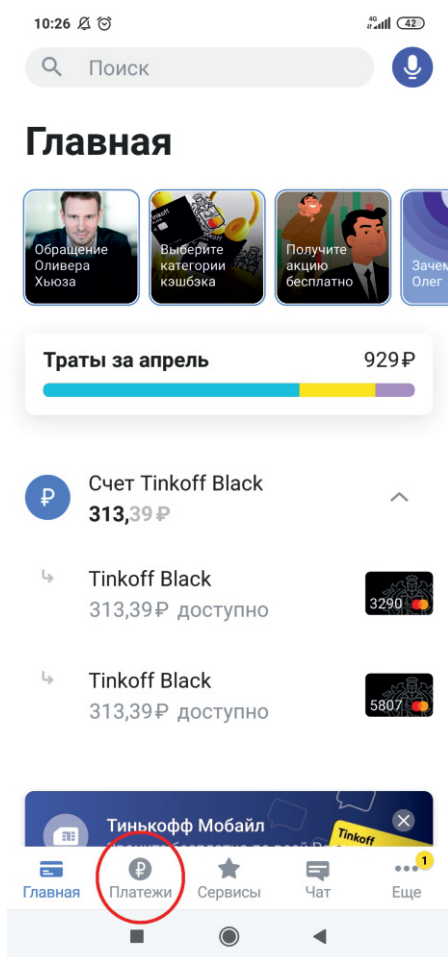 10:26
4G
42
Поиск
Главная
Обращение
Оливера
Хьюза
Выберите
категории
кэшбэка
Получите
акцию
бесплатно
Зачем
Олег
Траты за апрель 929 ₽
₽
Счет Tinkoff Black
313,39 ₽
Tinkoff Black
313,39 ₽ доступно
3290
Tinkoff Black
313,39 ₽ доступно
5807
Тинькофф Мобайл
Tinkoff
1
₽
Главная Платежи Сервисы Чат Еще